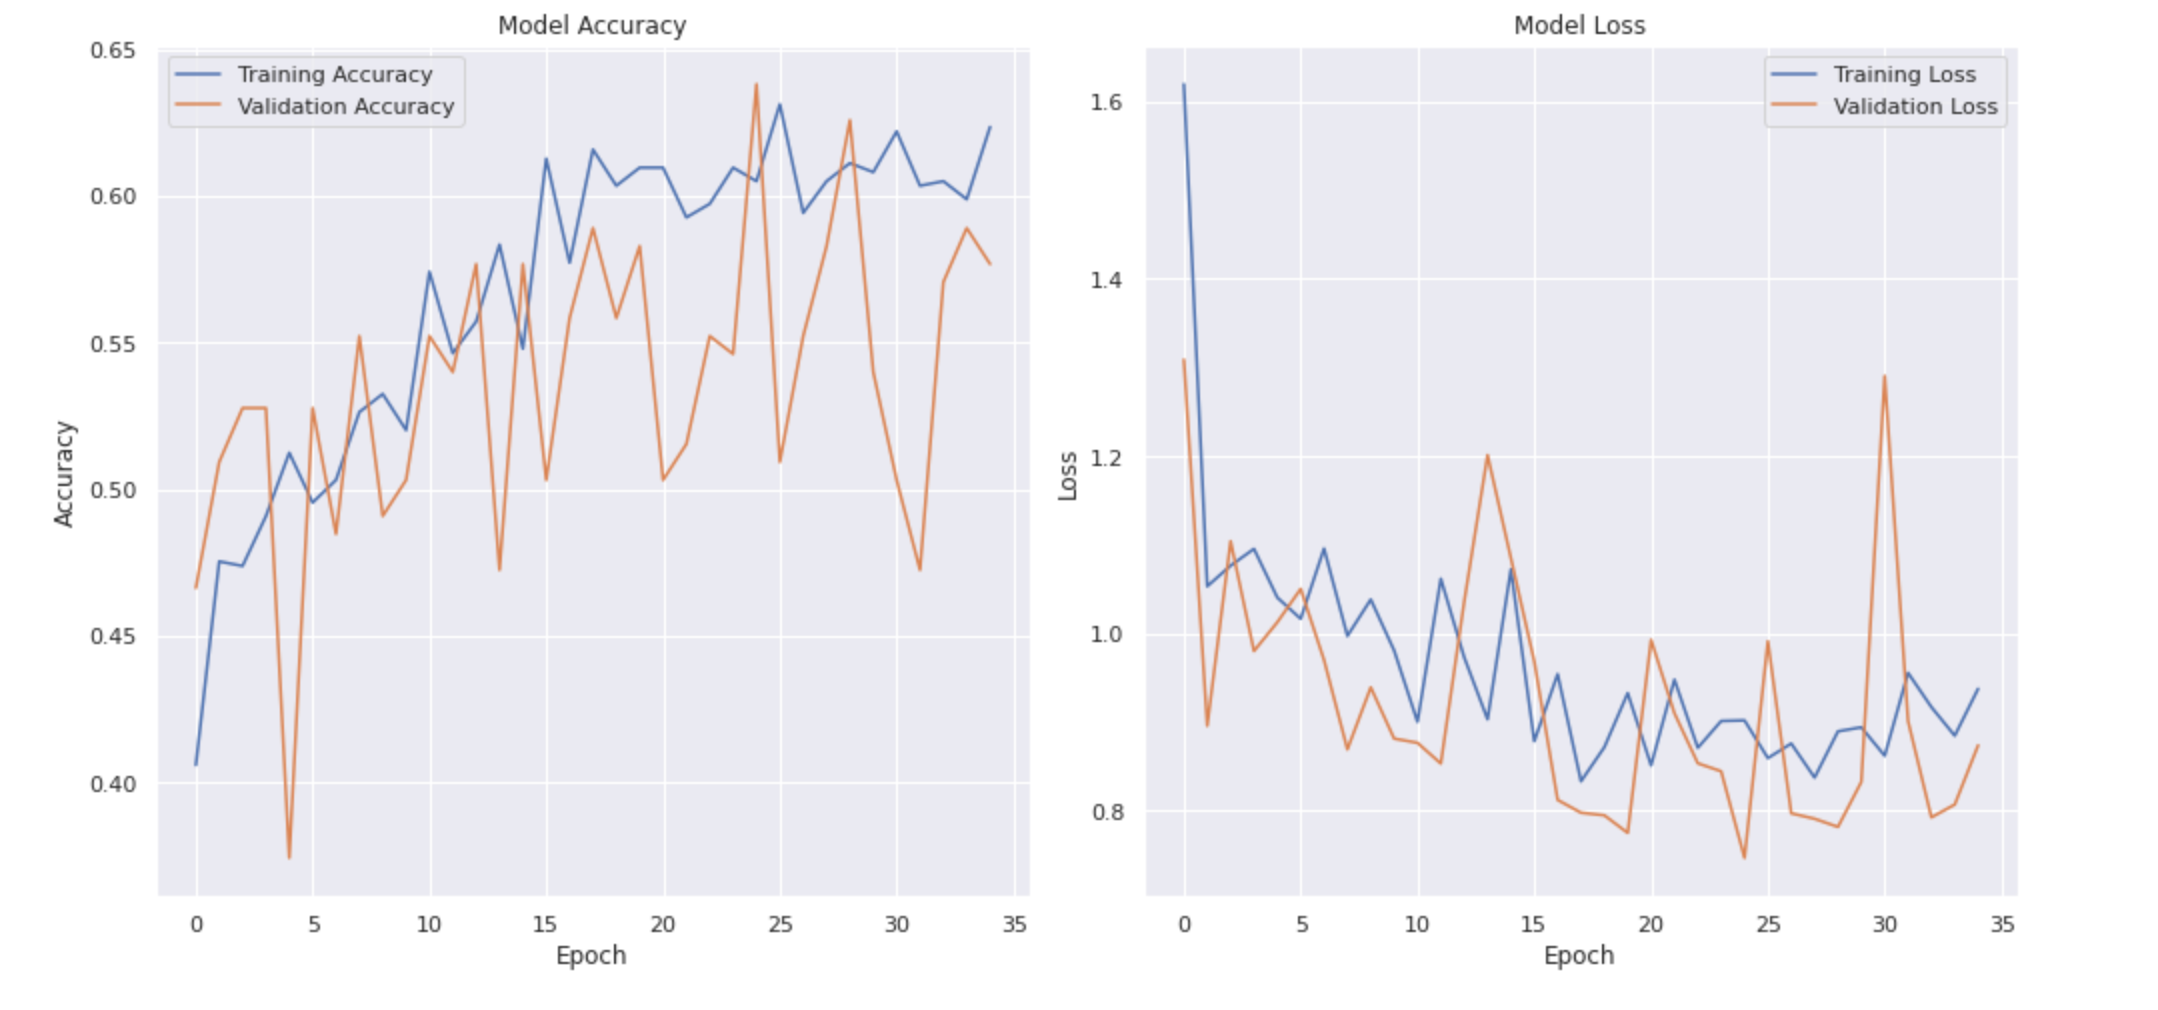 Model Accuracy
0.65
0.60
0.55
0.50
0.45
0.40
Accuracy
Training Accuracy
Validation Accuracy
0 5 10 15 20 25 30 35
Epoch
Model Loss
1.6
1.4
1.2
1.0
0.8
Loss
Training Loss
Validation Loss
0 5 10 15 20 25 30 35
Epoch